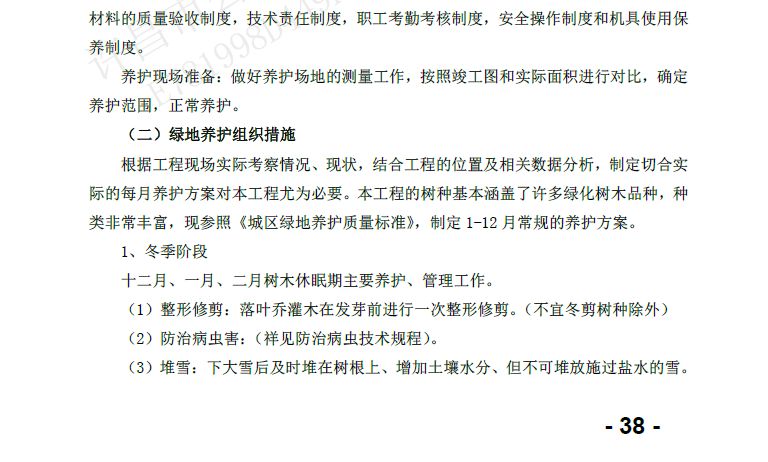 材料的质量验收制度，技术责任制度，职工考勤考核制度，安全操作制度和机具使用保
养制度。
养护现场准备：做好养护场地的测量工作，按照竣工图和实际面积进行对比，确定
养护范围，正常养护。
（二）绿地养护组织措施
根据工程现场实际考察情况、现状，结合工程的位置及相关数据分析，制定切合实
际的每月养护方案对本工程尤为必要。本工程的树种基本涵盖了许多绿化树木品种，种
类非常丰富，现参照《城区绿地养护质量标准》，制定 1-12 月常规的养护方案。
1、冬季阶段
十二月、一月、二月树木休眠期主要养护、管理工作。
（1）整形修剪：落叶乔灌木在发芽前进行一次整形修剪。（不宜冬剪树种除外）
（2）防治病虫害：（祥见防治病虫技术规程）。
（3）堆雪：下大雪后及时堆在树根上、增加土壤水分、但不可堆放施过盐水的雪。
- 38 -